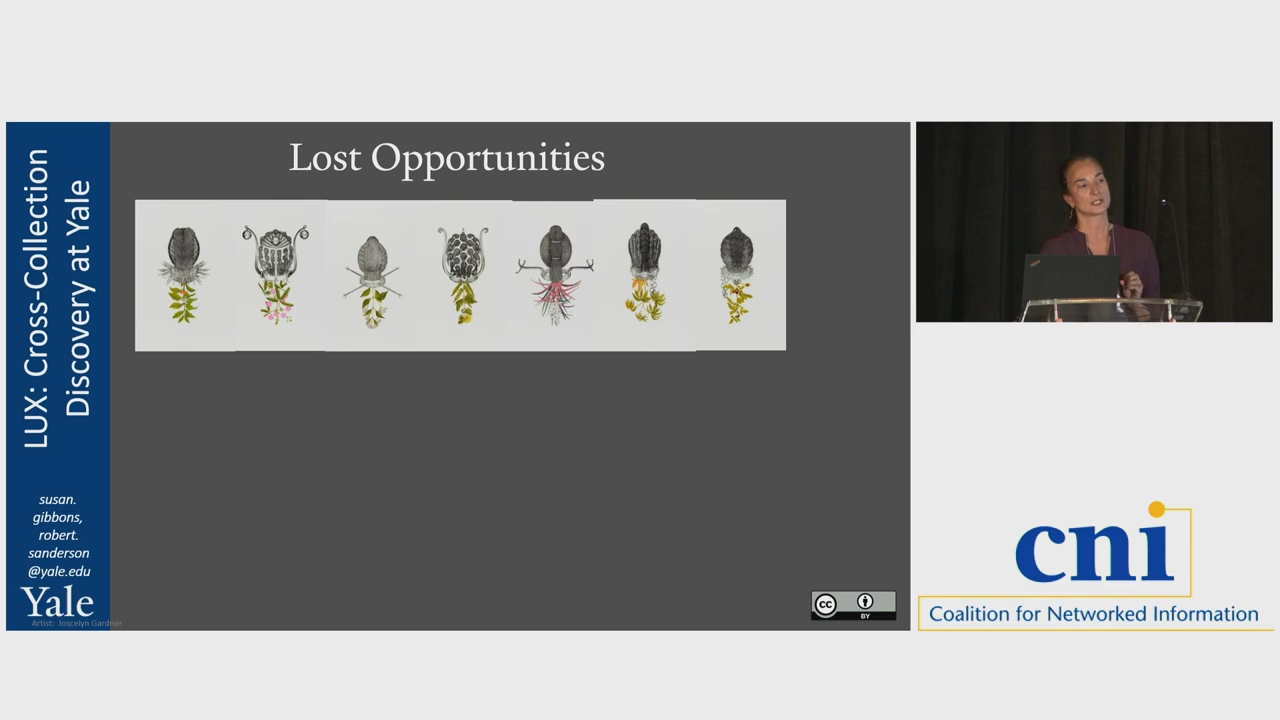 LUX: Cross-Collection
Discovery at Yale
susan.
gibbons,
robert.
sanderson
@yale.edu
Yale
Artist: Joscelyn Gardner
Lost Opportunities
cc
BY
cni
Coalition for Networked Information